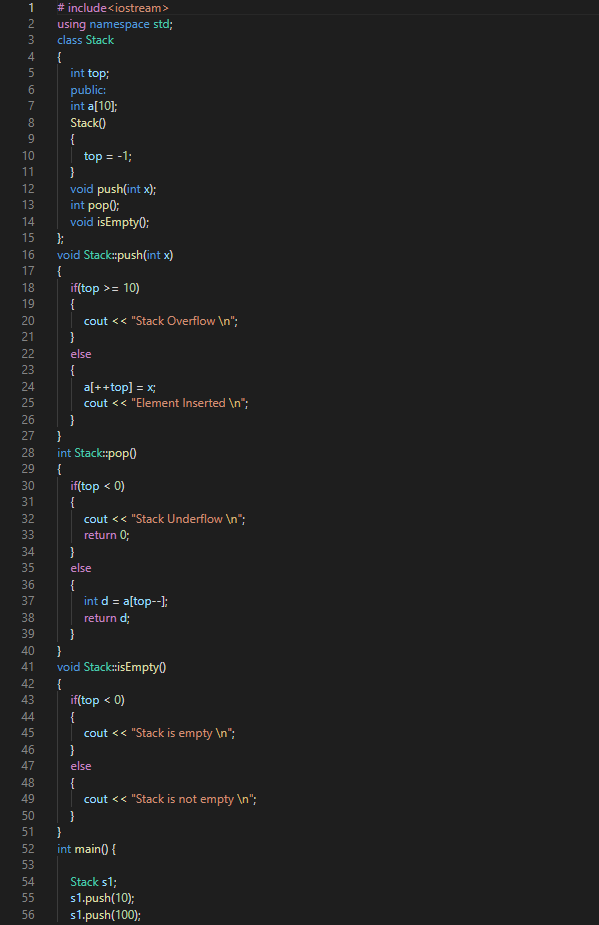 1 # include<iostream>
2 using namespace std;
3 class Stack
4 {
5 int top;
6 public:
7 int a[10];
8 Stack()
9 {
10 top = -1;
11 }
12 void push(int x);
13 int pop();
14 void isEmpty();
15 };
16 void Stack::push(int x)
17 {
18 if(top >= 10)
19 {
20 cout << "Stack Overflow \n";
21 }
22 else
23 {
24 a[++top] = x;
25 cout << "Element Inserted \n";
26 }
27 }
28 int Stack::pop()
29 {
30 if(top < 0)
31 {
32 cout << "Stack Underflow \n";
33 return 0;
34 }
35 else
36 {
37 int d = a[top--];
38 return d;
39 }
40 }
41 void Stack::isEmpty()
42 {
43 if(top < 0)
44 {
45 cout << "Stack is empty \n";
46 }
47 else
48 {
49 cout << "Stack is not empty \n";
50 }
51 }
52 int main() {
53
54 Stack s1;
55 s1.push(10);
56 s1.push(100);